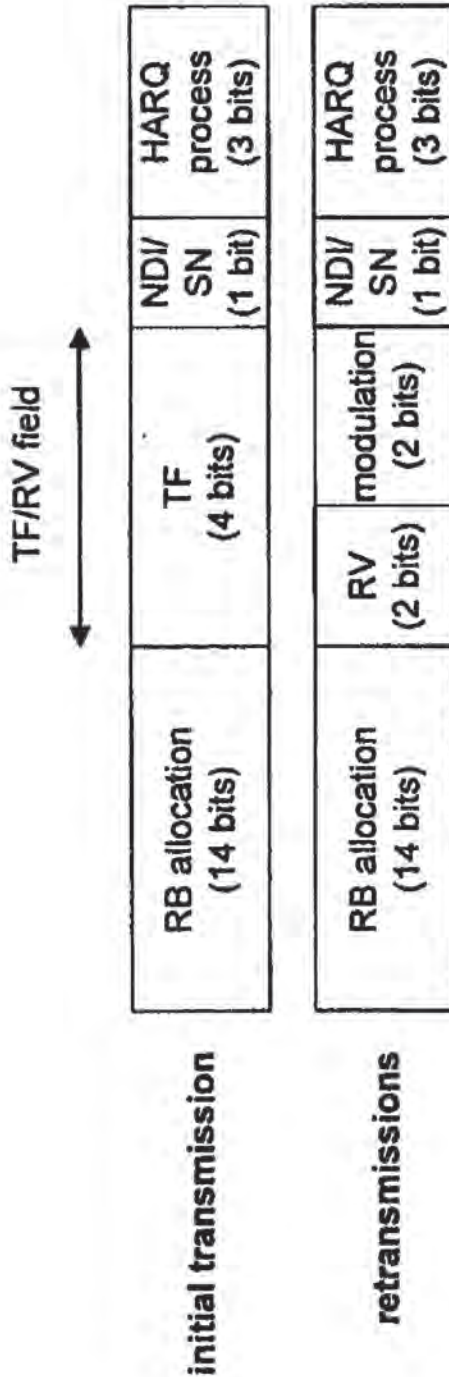 TF/RV field
initial transmission
RB allocation
(14 bits)
TF
(4 bits)
NDI/
SN
(1 bit)
HARQ
process
(3 bits)
retransmissions
RB allocation
(14 bits)
RV
(2 bits)
modulation
(2 bits)
NDI/
SN
(1 bit)
HARQ
process
(3 bits)